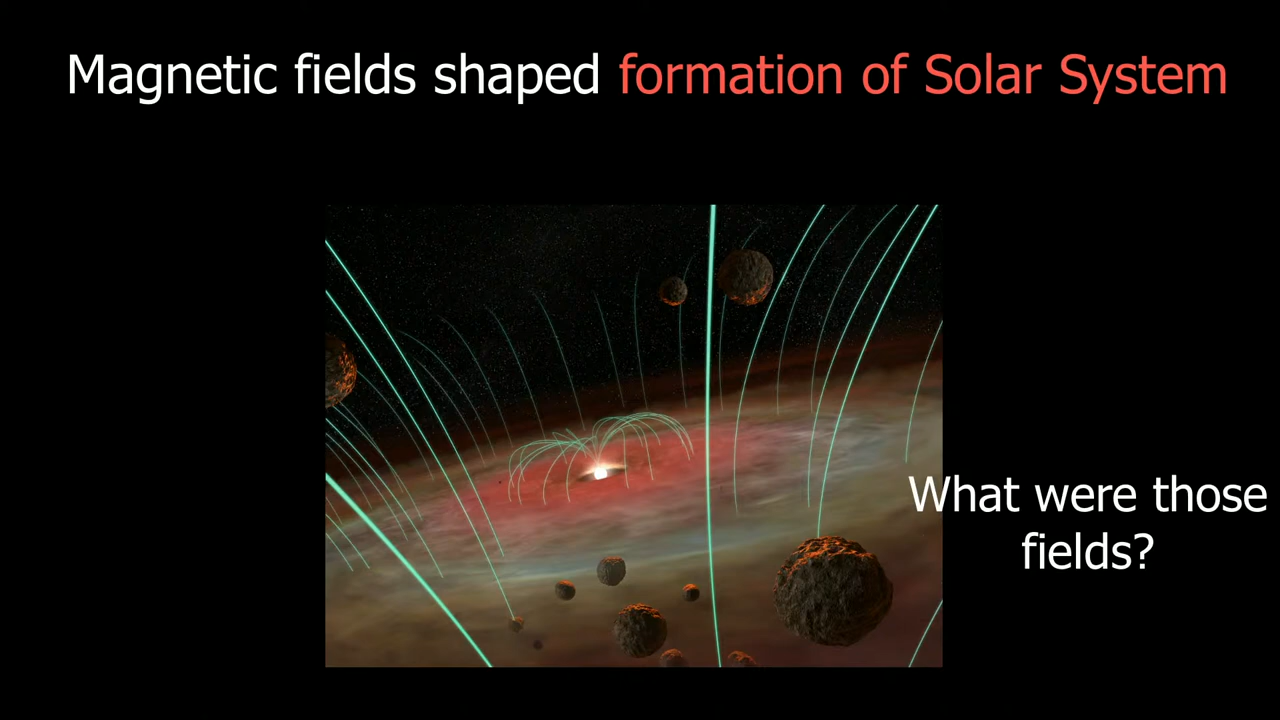 Magnetic fields shaped formation of Solar System
What were those
fields?